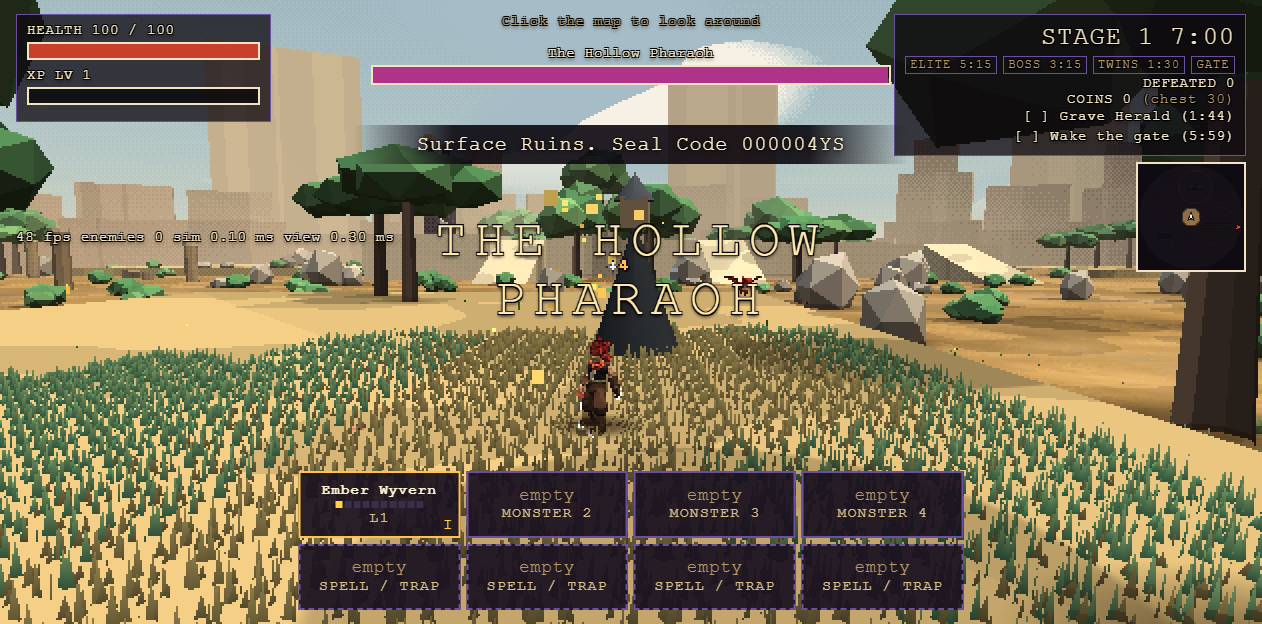 HEALTH 100 / 100
XP LV 1
Click the map to look around
The Hollow Pharaoh
STAGE 1 7:00
ELITE 5:15 BOSS 3:15 TWINS 1:30 GATE
DEFEATED 0
COINS 0 (chest 30)
[ ] Grave Herald (1:44)
[ ] Wake the gate (5:59)
Surface Ruins. Seal Code 000004YS
48 fps enemies 0 sim 0.10 ms view 0.30 ms
THE HOLLOW
PHARAOH
Ember Wyvern
L1
I
empty
MONSTER 2
empty
MONSTER 3
empty
MONSTER 4
empty
SPELL / TRAP
empty
SPELL / TRAP
empty
SPELL / TRAP
empty
SPELL / TRAP